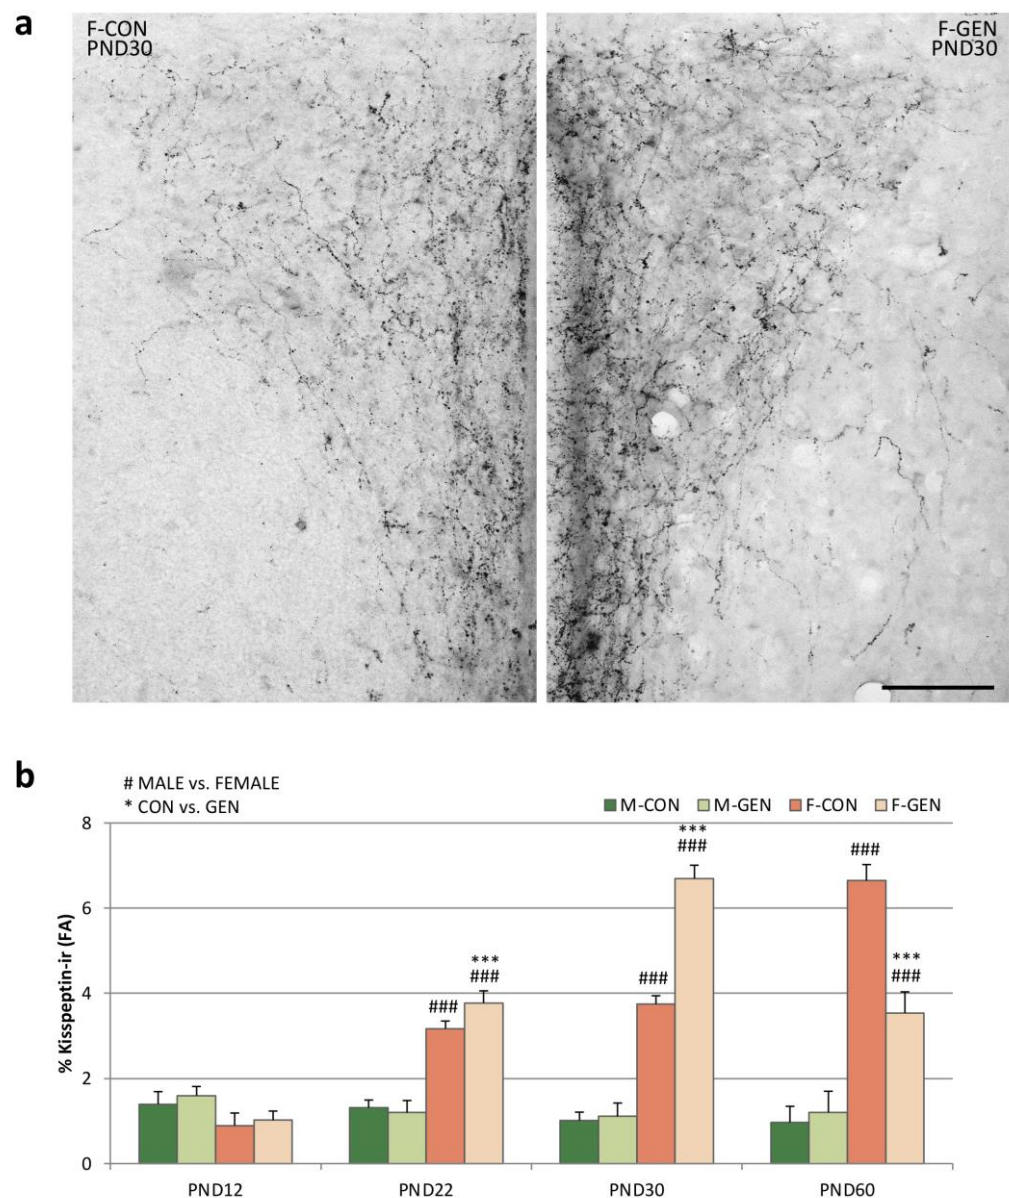 a
F-CON
PND30
F-GEN
PND30
b
# MALE vs. FEMALE
* CON vs. GEN
M-CON M-GEN F-CON F-GEN
% Kisspeptin-ir (FA)
8
6
4
2
0
***
###
###
***
###
###
###
***
###
PND12 PND22 PND30 PND60